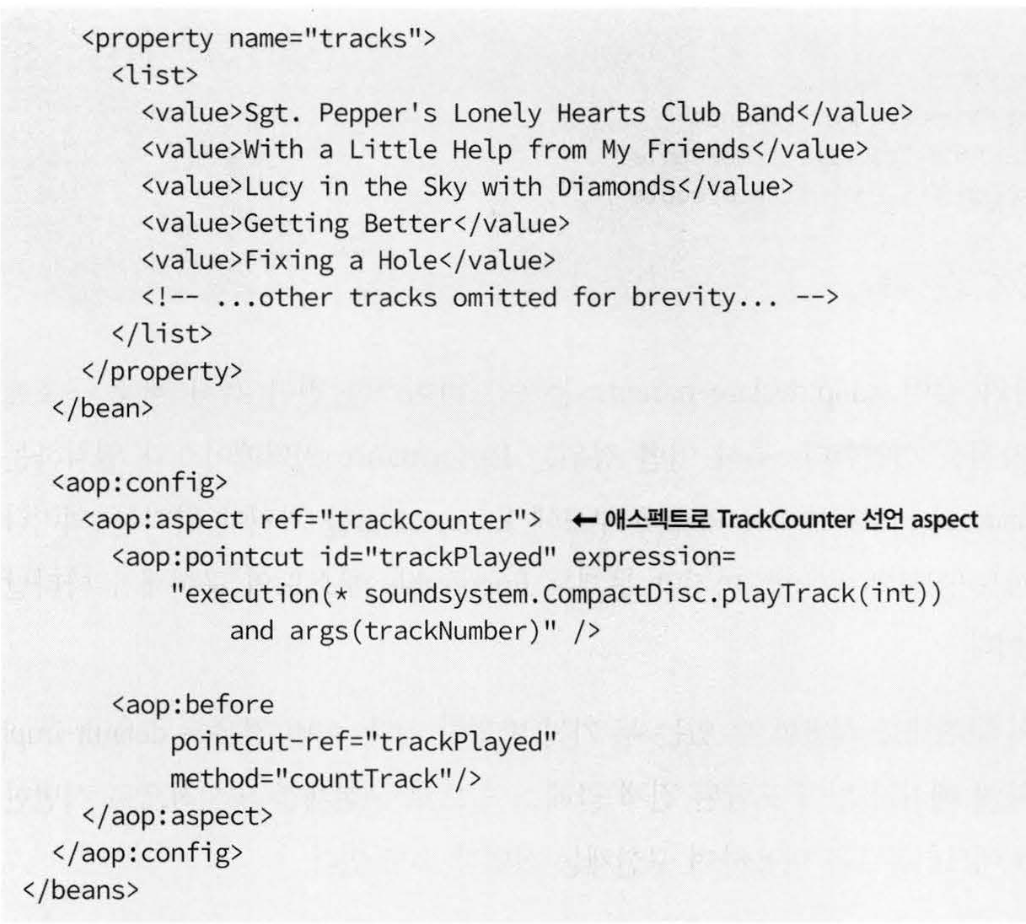 <property name="tracks">
<list>
<value>Sgt. Pepper's Lonely Hearts Club Band</value>
<value>With a Little Help from My Friends</value>
<value>Lucy in the Sky with Diamonds</value>
<value>Getting Better</value>
<value>Fixing a Hole</value>
<!-- ...other tracks omitted for brevity... -->
</list>
</property>
</bean>
<aop:config>
<aop:aspect ref="trackCounter"> ← 애스펙트로 TrackCounter 선언 aspect
<aop:pointcut id="trackPlayed" expression=
"execution(* soundsystem.CompactDisc.playTrack(int))
and args(trackNumber)" />
<aop:before
pointcut-ref="trackPlayed"
method="countTrack"/>
</aop:aspect>
</aop:config>
</beans>